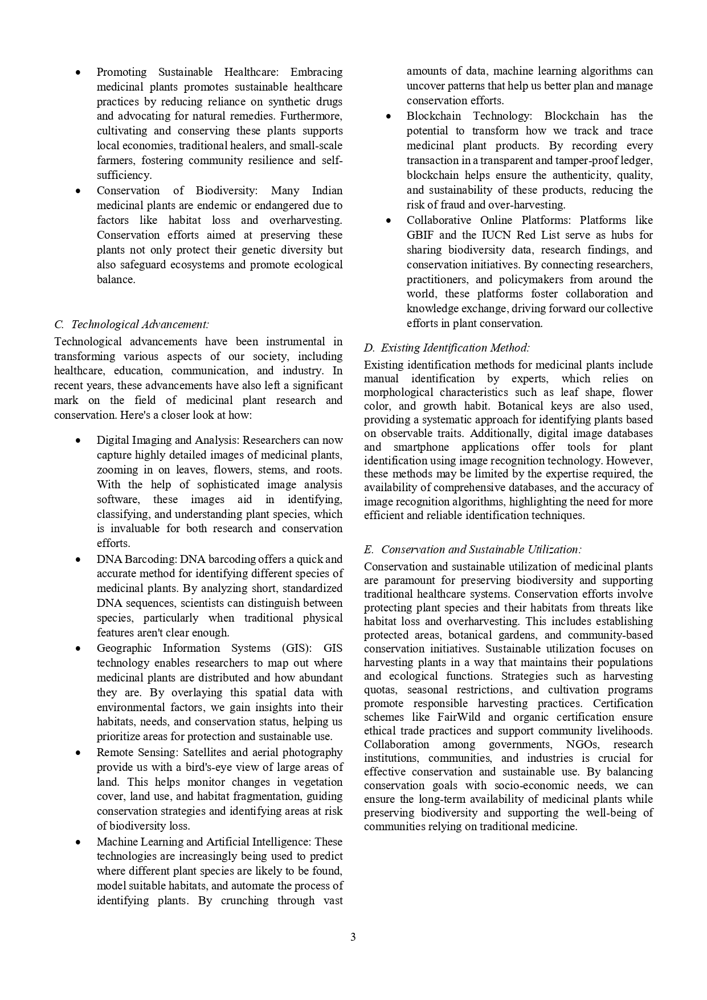 • Promoting Sustainable Healthcare: Embracing
medicinal plants promotes sustainable healthcare
practices by reducing reliance on synthetic drugs
and advocating for natural remedies. Furthermore,
cultivating and conserving these plants supports
local economies, traditional healers, and small-scale
farmers, fostering community resilience and self-
sufficiency.
• Conservation of Biodiversity: Many Indian
medicinal plants are endemic or endangered due to
factors like habitat loss and overharvesting.
Conservation efforts aimed at preserving these
plants not only protect their genetic diversity but
also safeguard ecosystems and promote ecological
balance.
C. Technological Advancement:
Technological advancements have been instrumental in
transforming various aspects of our society, including
healthcare, education, communication, and industry. In
recent years, these advancements have also left a significant
mark on the field of medicinal plant research and
conservation. Here's a closer look at how:
• Digital Imaging and Analysis: Researchers can now
capture highly detailed images of medicinal plants,
zooming in on leaves, flowers, stems, and roots.
With the help of sophisticated image analysis
software, these images aid in identifying,
classifying, and understanding plant species, which
is invaluable for both research and conservation
efforts.
• DNA Barcoding: DNA barcoding offers a quick and
accurate method for identifying different species of
medicinal plants. By analyzing short, standardized
DNA sequences, scientists can distinguish between
species, particularly when traditional physical
features aren't clear enough.
• Geographic Information Systems (GIS): GIS
technology enables researchers to map out where
medicinal plants are distributed and how abundant
they are. By overlaying this spatial data with
environmental factors, we gain insights into their
habitats, needs, and conservation status, helping us
prioritize areas for protection and sustainable use.
• Remote Sensing: Satellites and aerial photography
provide us with a bird's-eye view of large areas of
land. This helps monitor changes in vegetation
cover, land use, and habitat fragmentation, guiding
conservation strategies and identifying areas at risk
of biodiversity loss.
• Machine Learning and Artificial Intelligence: These
technologies are increasingly being used to predict
where different plant species are likely to be found,
model suitable habitats, and automate the process of
identifying plants. By crunching through vast
amounts of data, machine learning algorithms can
uncover patterns that help us better plan and manage
conservation efforts.
• Blockchain Technology: Blockchain has the
potential to transform how we track and trace
medicinal plant products. By recording every
transaction in a transparent and tamper-proof ledger,
blockchain helps ensure the authenticity, quality,
and sustainability of these products, reducing the
risk of fraud and over-harvesting.
• Collaborative Online Platforms: Platforms like
GBIF and the IUCN Red List serve as hubs for
sharing biodiversity data, research findings, and
conservation initiatives. By connecting researchers,
practitioners, and policymakers from around the
world, these platforms foster collaboration and
knowledge exchange, driving forward our collective
efforts in plant conservation.
D. Existing Identification Method:
Existing identification methods for medicinal plants include
manual identification by experts, which relies on
morphological characteristics such as leaf shape, flower
color, and growth habit. Botanical keys are also used,
providing a systematic approach for identifying plants based
on observable traits. Additionally, digital image databases
and smartphone applications offer tools for plant
identification using image recognition technology. However,
these methods may be limited by the expertise required, the
availability of comprehensive databases, and the accuracy of
image recognition algorithms, highlighting the need for more
efficient and reliable identification techniques.
E. Conservation and Sustainable Utilization:
Conservation and sustainable utilization of medicinal plants
are paramount for preserving biodiversity and supporting
traditional healthcare systems. Conservation efforts involve
protecting plant species and their habitats from threats like
habitat loss and overharvesting. This includes establishing
protected areas, botanical gardens, and community-based
conservation initiatives. Sustainable utilization focuses on
harvesting plants in a way that maintains their populations
and ecological functions. Strategies such as harvesting
quotas, seasonal restrictions, and cultivation programs
promote responsible harvesting practices. Certification
schemes like FairWild and organic certification ensure
ethical trade practices and support community livelihoods.
Collaboration among governments, NGOs, research
institutions, communities, and industries is crucial for
effective conservation and sustainable use. By balancing
conservation goals with socio-economic needs, we can
ensure the long-term availability of medicinal plants while
preserving biodiversity and supporting the well-being of
communities relying on traditional medicine.
3